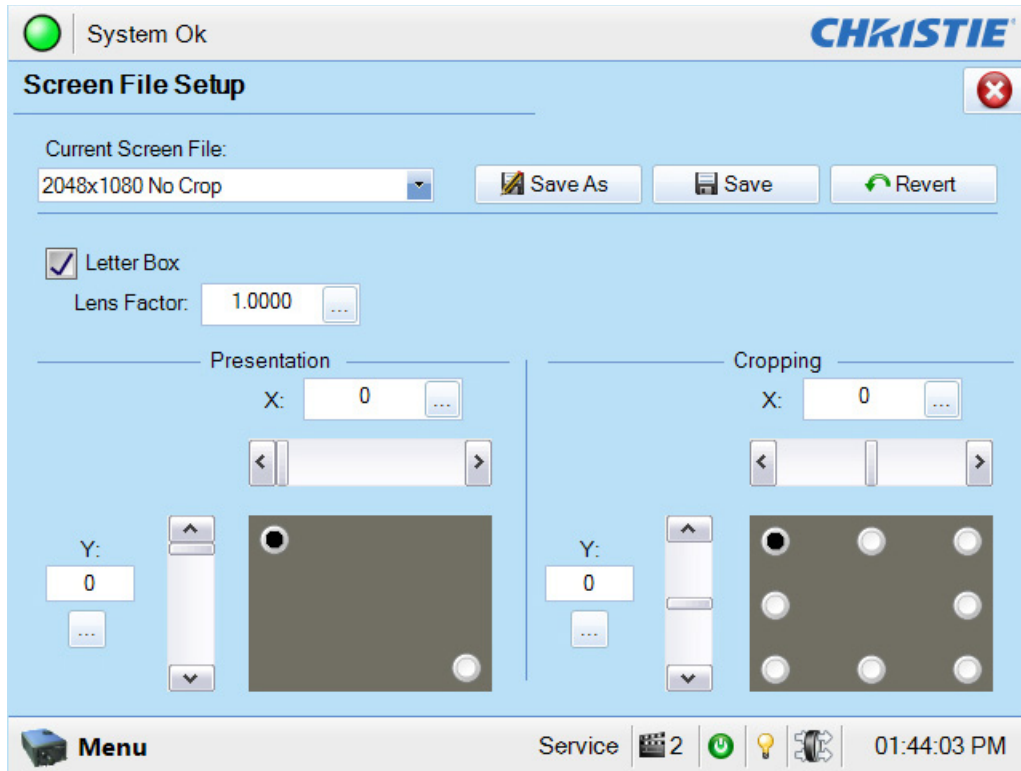 System Ok
CHRISTIE
Screen File Setup
Current Screen File:
2048x1080 No Crop
Save As
Save
Revert
Letter Box
Lens Factor: 1.0000 ...
Presentation
X: 0 ...
Y:
0
...
Cropping
X: 0 ...
Y:
0
...
Menu
Service
2
01:44:03 PM